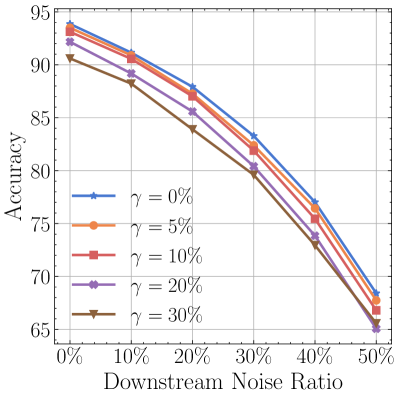 95
90
85
80
75
70
65
Accuracy
γ = 0%
γ = 5%
γ = 10%
γ = 20%
γ = 30%
0% 10% 20% 30% 40% 50%
Downstream Noise Ratio